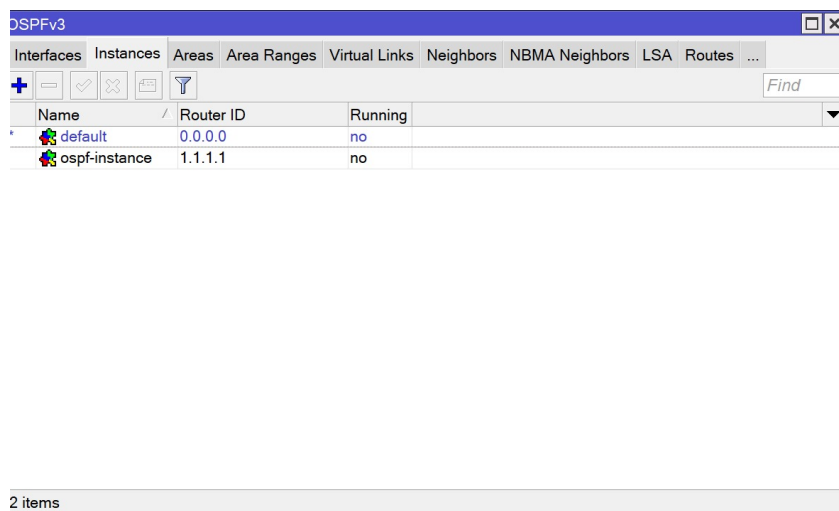 OSPFv3
Interfaces Instances Areas Area Ranges Virtual Links Neighbors NBMA Neighbors LSA Routes ...
Find
Name Router ID Running
* default 0.0.0.0 no
ospf-instance 1.1.1.1 no
2 items